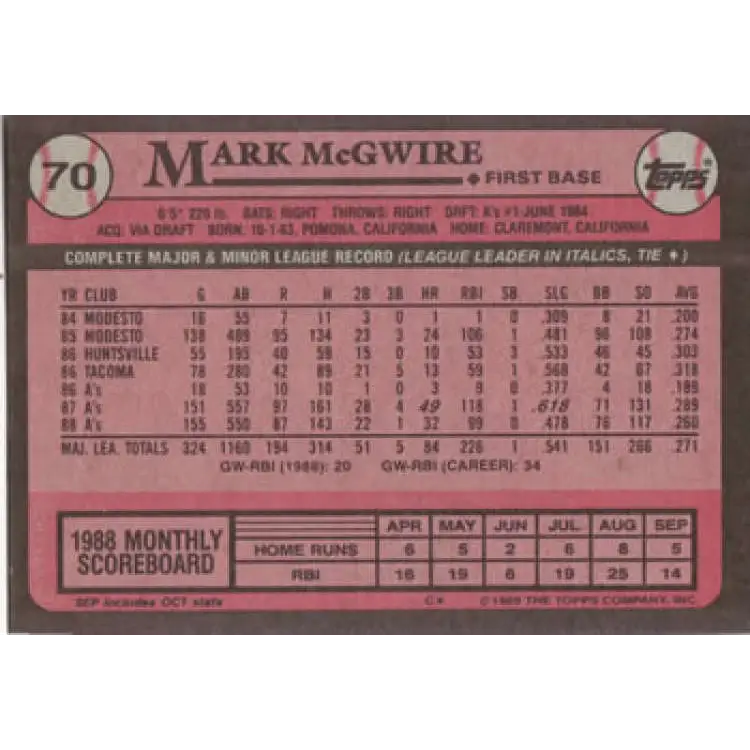 70
MARK McGWIRE
FIRST BASE
Topps®
6'5" 220 lb. BATS: RIGHT THROWS: RIGHT DRFT: A's #1-JUNE 1984
ACQ: VIA DRAFT BORN: 10-1-63, POMONA, CALIFORNIA HOME: CLAREMONT, CALIFORNIA
COMPLETE MAJOR & MINOR LEAGUE RECORD (LEAGUE LEADER IN ITALICS, TIE ♦)
YR CLUB G AB R H 2B 3B HR RBI SB SLG BB SO AVG
84 MODESTO 16 55 7 11 3 0 1 1 0 .309 8 21 .200
85 MODESTO 138 489 95 134 23 3 24 106 1 .481 96 108 .274
86 HUNTSVILLE 55 195 40 59 15 0 10 53 3 .533 46 45 .303
86 TACOMA 78 280 42 89 21 5 13 59 1 .568 42 67 .318
86 A's 18 53 10 10 1 0 3 9 0 .377 4 18 .189
87 A's 151 557 97 161 28 4 49 118 1 .618 71 131 .289
88 A's 155 550 87 143 22 1 32 99 0 .478 76 117 .260
MAJ. LEA. TOTALS 324 1160 194 314 51 5 84 226 1 .541 151 266 .271
GW-RBI (1988): 20 GW-RBI (CAREER): 34
1988 MONTHLY SCOREBOARD
APR MAY JUN JUL AUG SEP
HOME RUNS 6 5 2 6 8 5
RBI 16 19 6 19 25 14
SEP includes OCT stats
C* © 1989 THE TOPPS COMPANY, INC.